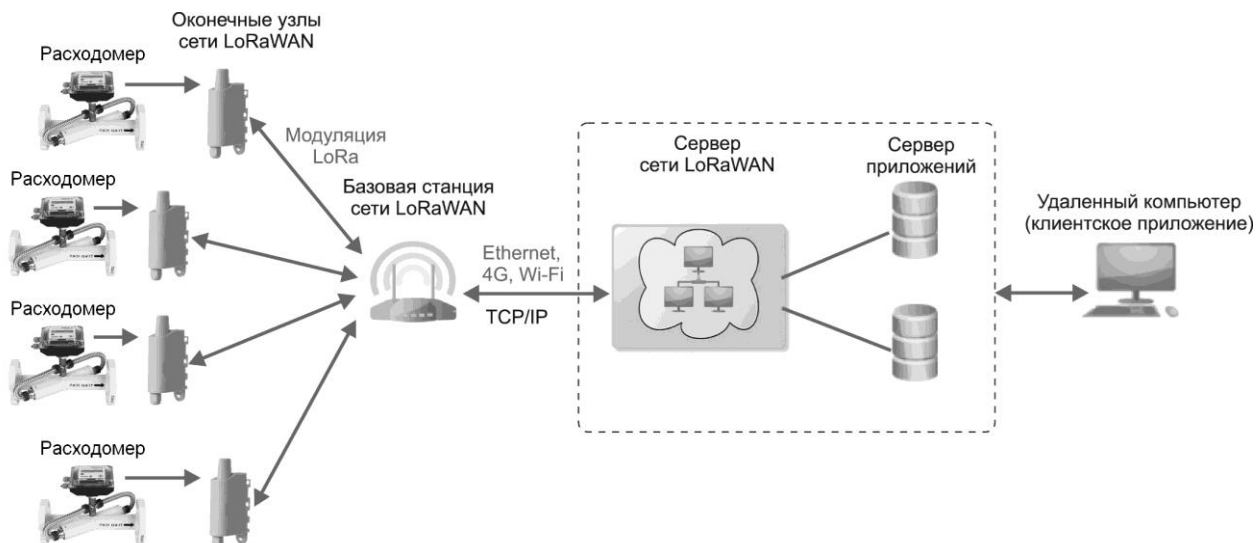 Оконечные узлы
сети LoRaWAN
Расходомер
Модуляция
LoRa
Расходомер
Базовая станция
сети LoRaWAN
Ethernet,
4G, Wi-Fi
TCP/IP
Сервер
сети LoRaWAN
Сервер
приложений
Удаленный компьютер
(клиентское приложение)
Расходомер
Расходомер